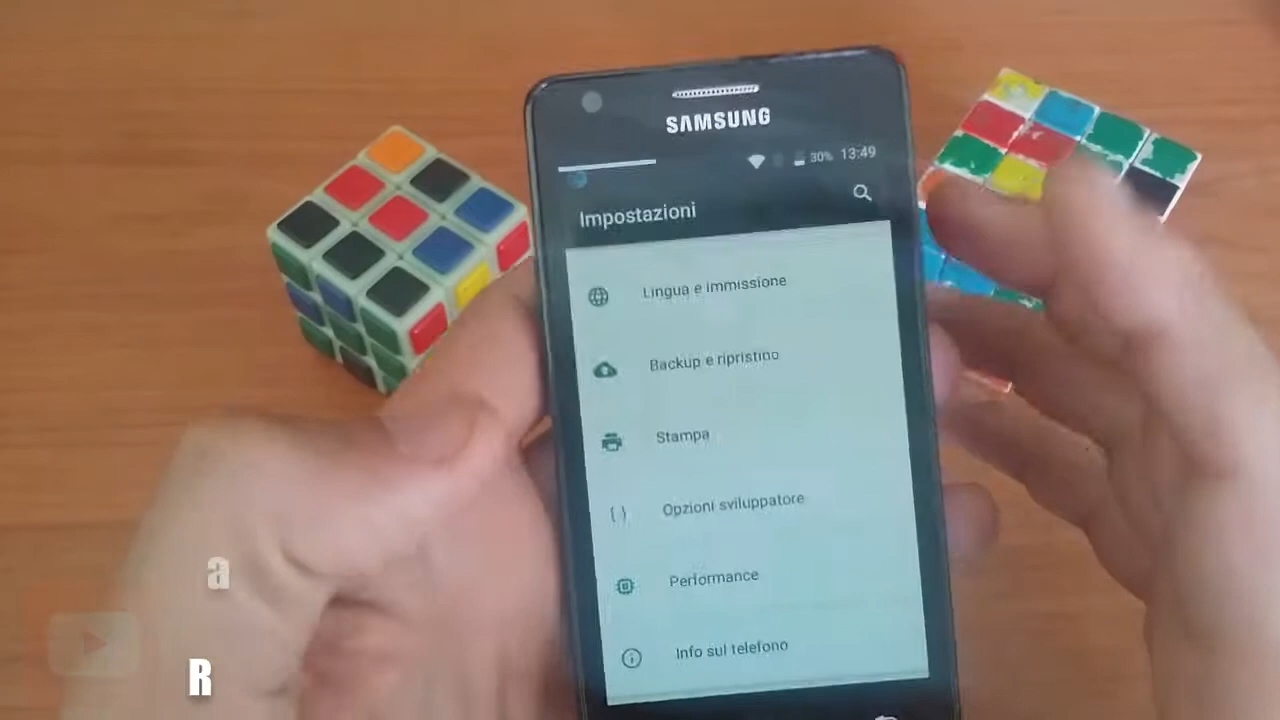 SAMSUNG
30% 13:49
Impostazioni
Lingua e immissione
Backup e ripristino
Stampa
{ } Opzioni sviluppatore
Performance
Info sul telefono
a
R